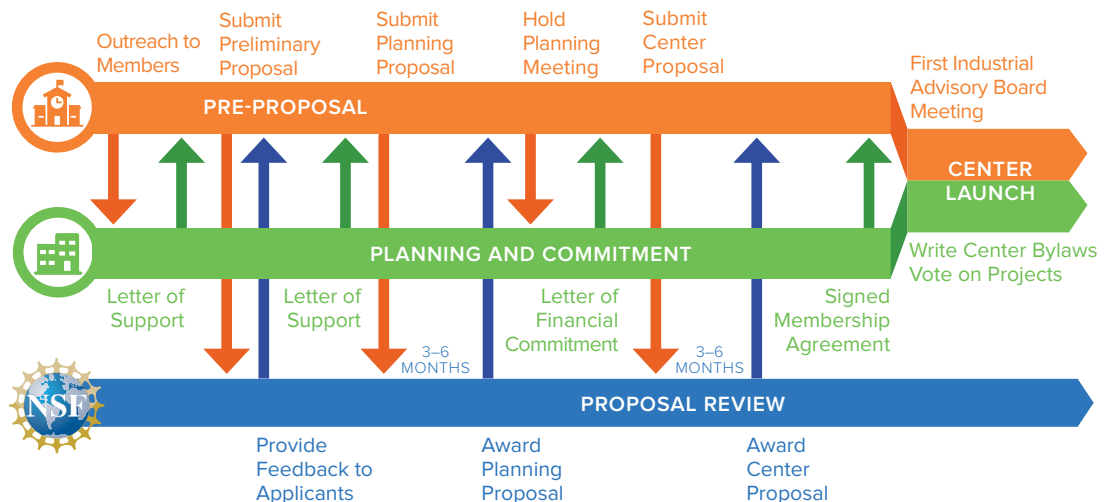 Outreach to
Members
Submit
Preliminary
Proposal
Submit
Planning
Proposal
Hold
Planning
Meeting
Submit
Center
Proposal
First Industrial
Advisory Board
Meeting
PRE-PROPOSAL
CENTER
LAUNCH
PLANNING AND COMMITMENT
Write Center Bylaws
Vote on Projects
Letter of
Support
Letter of
Support
Letter of
Financial
Commitment
Signed
Membership
Agreement
3–6
MONTHS
3–6
MONTHS
NSF
PROPOSAL REVIEW
Provide
Feedback to
Applicants
Award
Planning
Proposal
Award
Center
Proposal